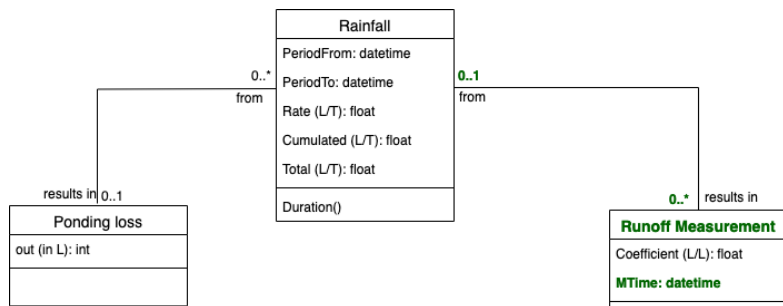 Rainfall
PeriodFrom: datetime
PeriodTo: datetime
Rate (L/T): float
Cumulated (L/T): float
Total (L/T): float
Duration()
0..*
from
0..1
from
results in 0..1
Ponding loss
out (in L): int
0..* results in
Runoff Measurement
Coefficient (L/L): float
MTime: datetime